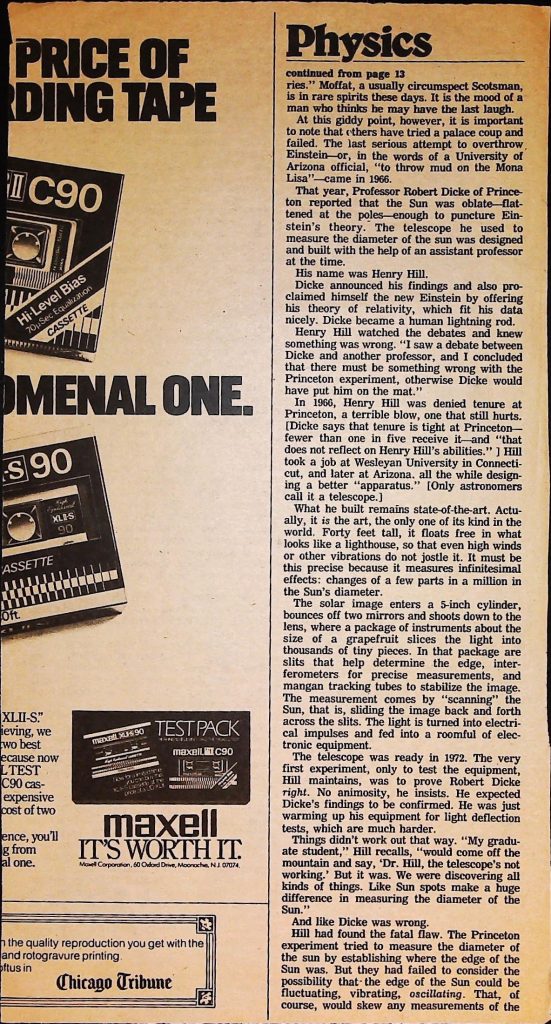 PRICE OF
RDING TAPE
II C90
Hi-Level Bias
70μ sec Equalization
CASSETTE
OMENAL ONE.
-S 90
XLII-S
90
CASSETTE
0ft.
XLII-S."
ieving, we
two best
ecause now
L TEST
C90 cas-
expensive
cost of two
ence, you'll
g from
al one.
TEST PACK
maxell XLII-S 90
maxell II C90
maxell
IT'S WORTH IT.
Maxell Corporation, 60 Oxford Drive, Moonachie, N.J. 07074.
n the quality reproduction you get with the
and rotogravure printing.
oftus in
Chicago Tribune
Physics
continued from page 13
ries." Moffat, a usually circumspect Scotsman,
is in rare spirits these days. It is the mood of a
man who thinks he may have the last laugh.
At this giddy point, however, it is important
to note that others have tried a palace coup and
failed. The last serious attempt to overthrow
Einstein—or, in the words of a University of
Arizona official, "to throw mud on the Mona
Lisa"—came in 1966.
That year, Professor Robert Dicke of Prince-
ton reported that the Sun was oblate—flat-
tened at the poles—enough to puncture Ein-
stein's theory. The telescope he used to
measure the diameter of the sun was designed
and built with the help of an assistant professor
at the time.
His name was Henry Hill.
Dicke announced his findings and also pro-
claimed himself the new Einstein by offering
his theory of relativity, which fit his data
nicely. Dicke became a human lightning rod.
Henry Hill watched the debates and knew
something was wrong. "I saw a debate between
Dicke and another professor, and I concluded
that there must be something wrong with the
Princeton experiment, otherwise Dicke would
have put him on the mat."
In 1966, Henry Hill was denied tenure at
Princeton, a terrible blow, one that still hurts.
[Dicke says that tenure is tight at Princeton—
fewer than one in five receive it—and "that
does not reflect on Henry Hill's abilities." ] Hill
took a job at Wesleyan University in Connecti-
cut, and later at Arizona. all the while design-
ing a better "apparatus." [Only astronomers
call it a telescope.]
What he built remains state-of-the-art. Actu-
ally, it is the art, the only one of its kind in the
world. Forty feet tall, it floats free in what
looks like a lighthouse, so that even high winds
or other vibrations do not jostle it. It must be
this precise because it measures infinitesimal
effects: changes of a few parts in a million in
the Sun's diameter.
The solar image enters a 5-inch cylinder,
bounces off two mirrors and shoots down to the
lens, where a package of instruments about the
size of a grapefruit slices the light into
thousands of tiny pieces. In that package are
slits that help determine the edge, inter-
ferometers for precise measurements, and
mangan tracking tubes to stabilize the image.
The measurement comes by "scanning" the
Sun, that is, sliding the image back and forth
across the slits. The light is turned into electri-
cal impulses and fed into a roomful of elec-
tronic equipment.
The telescope was ready in 1972. The very
first experiment, only to test the equipment,
Hill maintains, was to prove Robert Dicke
right. No animosity, he insists. He expected
Dicke's findings to be confirmed. He was just
warming up his equipment for light deflection
tests, which are much harder.
Things didn't work out that way. "My gradu-
ate student," Hill recalls, "would come off the
mountain and say, 'Dr. Hill, the telescope's not
working.' But it was. We were discovering all
kinds of things. Like Sun spots make a huge
difference in measuring the diameter of the
Sun."
And like Dicke was wrong.
Hill had found the fatal flaw. The Princeton
experiment tried to measure the diameter of
the sun by establishing where the edge of the
Sun was. But they had failed to consider the
possibility that the edge of the Sun could be
fluctuating, vibrating, oscillating. That, of
course, would skew any measurements of the